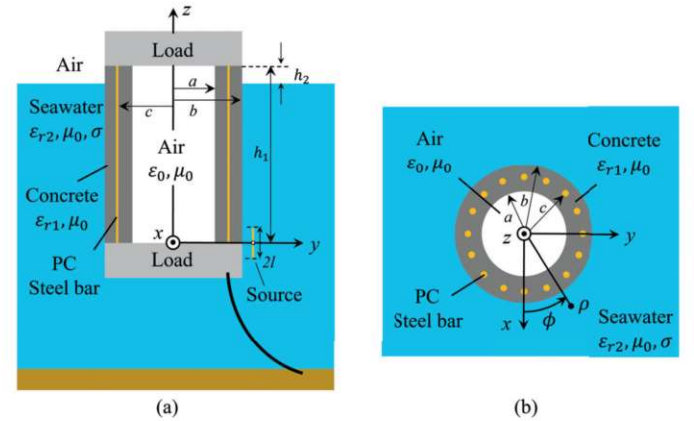 z
Load
Air
h₂
a
Seawater
b
εr2, μ0, σ
c
h₁
Air
ε0, μ0
Concrete
εr1, μ0
x
y
PC
Load
2l
Steel bar
Source
(a)
Air
Concrete
ε0, μ0
εr1, μ0
b
a
c
z
y
PC
ρ
Steel bar
x
ϕ
Seawater
εr2, μ0, σ
(b)